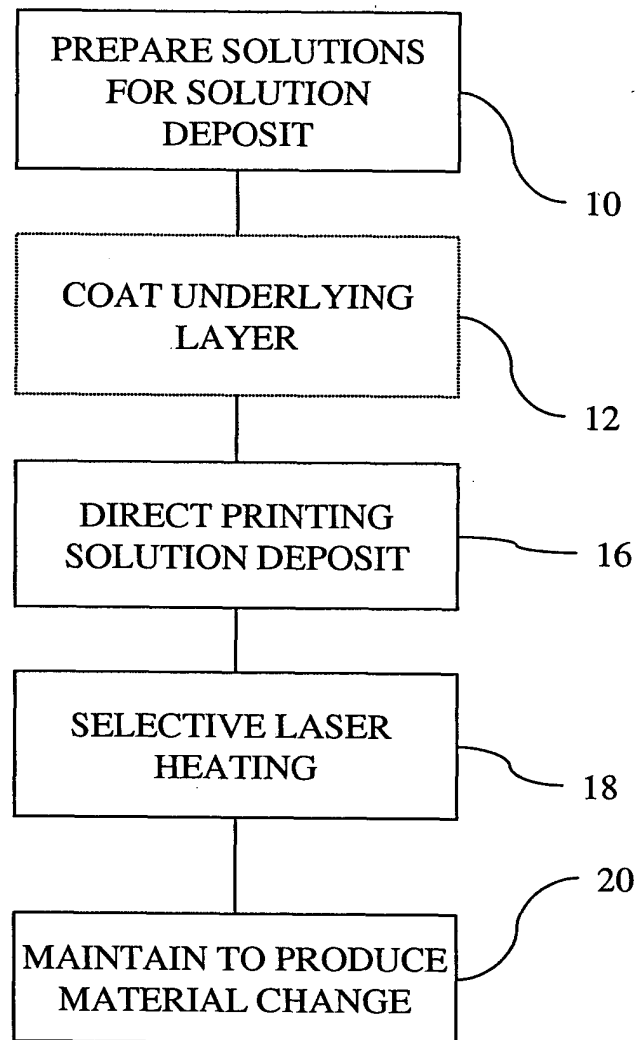 PREPARE SOLUTIONS
FOR SOLUTION
DEPOSIT
10
COAT UNDERLYING
LAYER
12
DIRECT PRINTING
SOLUTION DEPOSIT
16
SELECTIVE LASER
HEATING
18
20
MAINTAIN TO PRODUCE
MATERIAL CHANGE